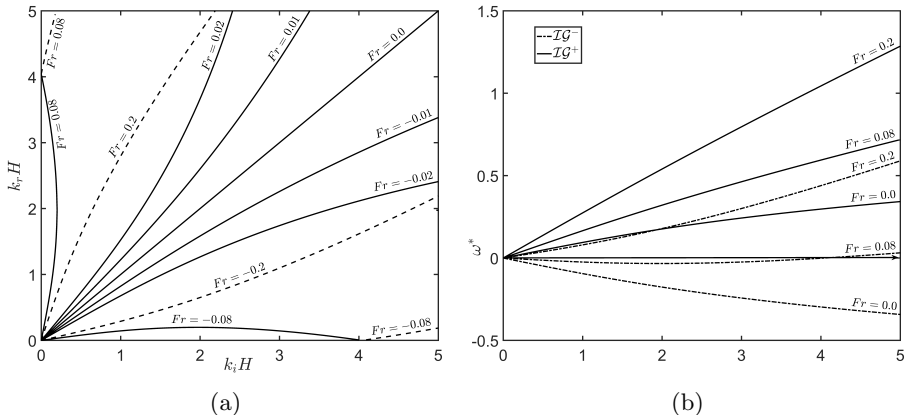 5
4
3
2
1
0
0
1
2
3
4
5
k_r H
k_i H
Fr = 0.08
Fr = 0.08
Fr = 0.2
Fr = 0.02
Fr = 0.01
Fr = 0.0
Fr = −0.01
Fr = −0.02
Fr = −0.2
Fr = −0.08
Fr = −0.08
(a)
1.5
1
0.5
0
-0.5
0
1
2
3
4
5
ω*
IG⁻
IG⁺
Fr = 0.2
Fr = 0.08
Fr = 0.2
Fr = 0.0
Fr = 0.08
Fr = 0.0
(b)